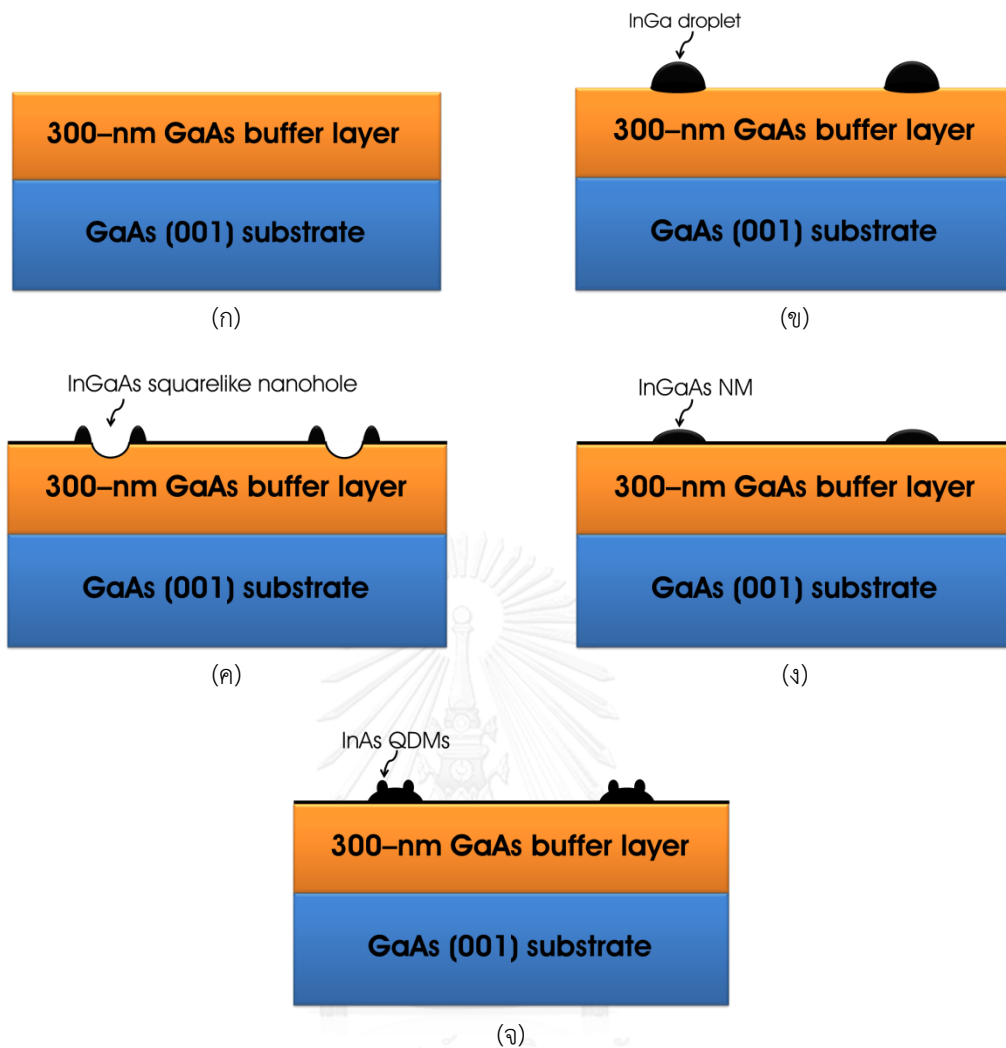 InGa droplet
300–nm GaAs buffer layer
300–nm GaAs buffer layer
GaAs (001) substrate
GaAs (001) substrate
(ก)
(ข)
InGaAs squarelike nanohole
InGaAs NM
300–nm GaAs buffer layer
300–nm GaAs buffer layer
GaAs (001) substrate
GaAs (001) substrate
(ค)
(ง)
InAs QDMs
300–nm GaAs buffer layer
GaAs (001) substrate
(จ)